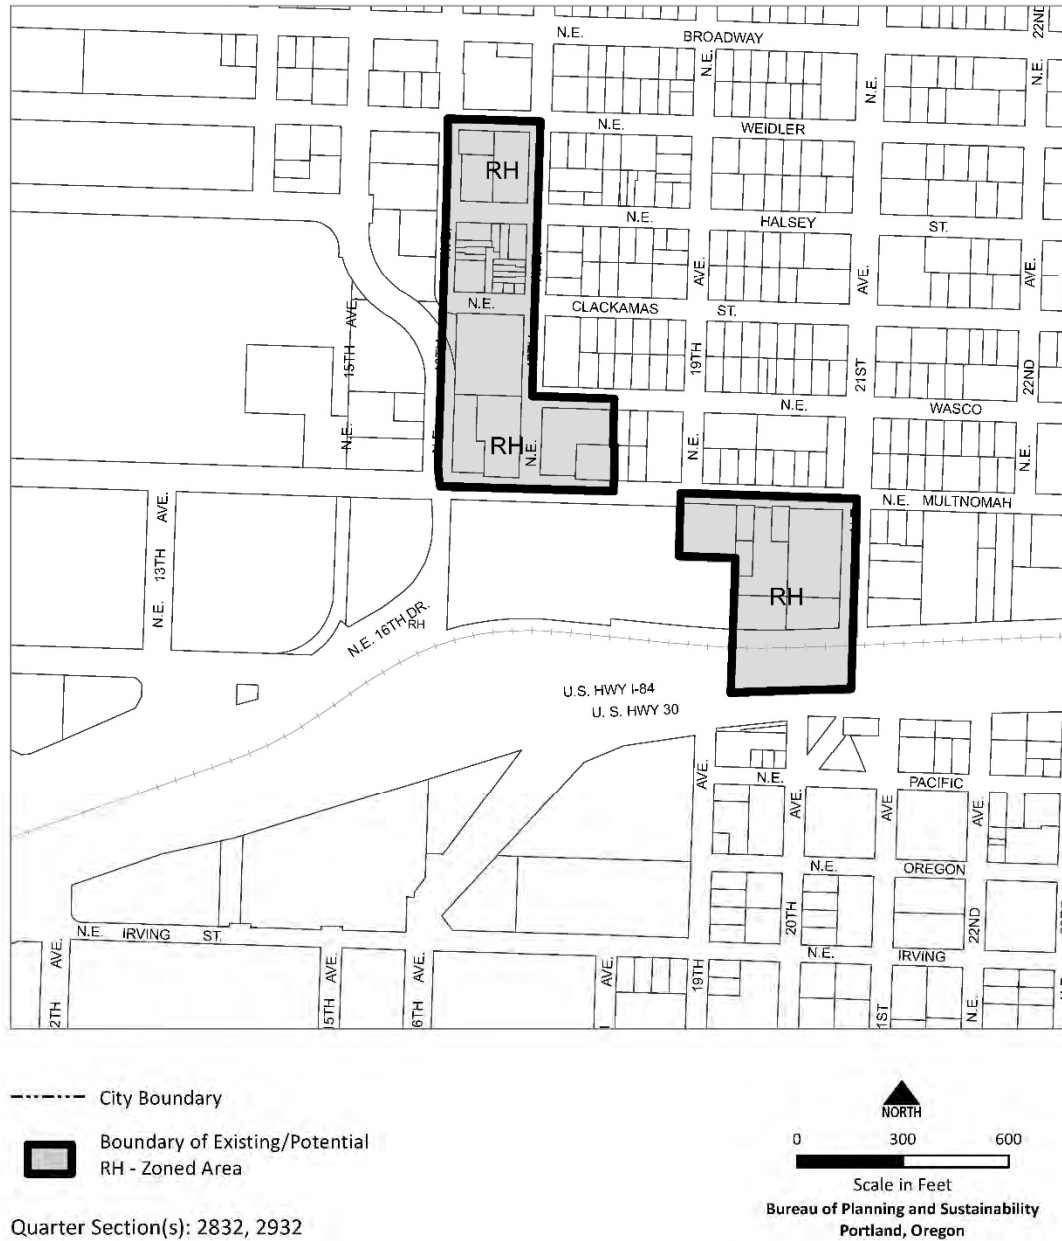 N.E. BROADWAY
22ND
N.E.
N.E.
N.E.
N.E. WEIDLER
RH
N.E. HALSEY ST.
AVE.
AVE.
AVE.
N.E.
CLACKAMAS ST.
15TH AVE.
19TH
21ST
22ND
N.E. WASCO
N.E.
N.E.
RH
N.E.
N.E.
N.E.
N.E. MULTNOMAH
AVE.
13TH
N.E.
RH
N.E. 16TH DR.
RH
U.S. HWY I-84
U. S. HWY 30
AVE.
N.E. PACIFIC
AVE.
AVE.
AVE.
N.E. OREGON
20TH
22ND
N.E. IRVING ST.
N.E. IRVING
AVE.
AVE.
AVE.
AVE.
19TH
N.E.
2TH
5TH
6TH
1ST
City Boundary
Boundary of Existing/Potential
RH - Zoned Area
NORTH
0 300 600
Scale in Feet
Bureau of Planning and Sustainability
Portland, Oregon
Quarter Section(s): 2832, 2932